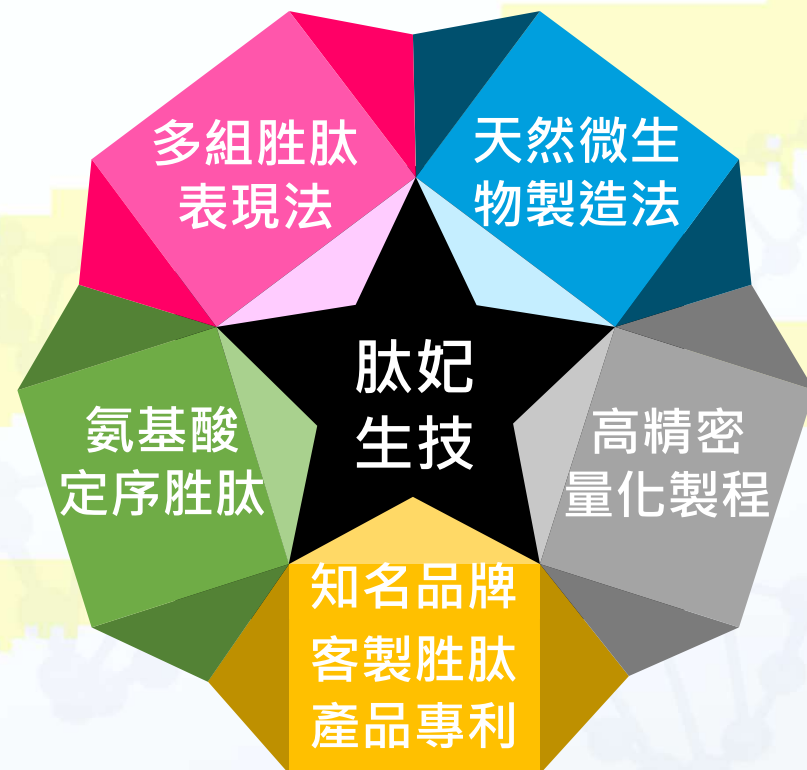 多組胜肽
表現法
天然微生
物製造法
肽妃
生技
氨基酸
定序胜肽
高精密
量化製程
知名品牌
客製胜肽
產品專利